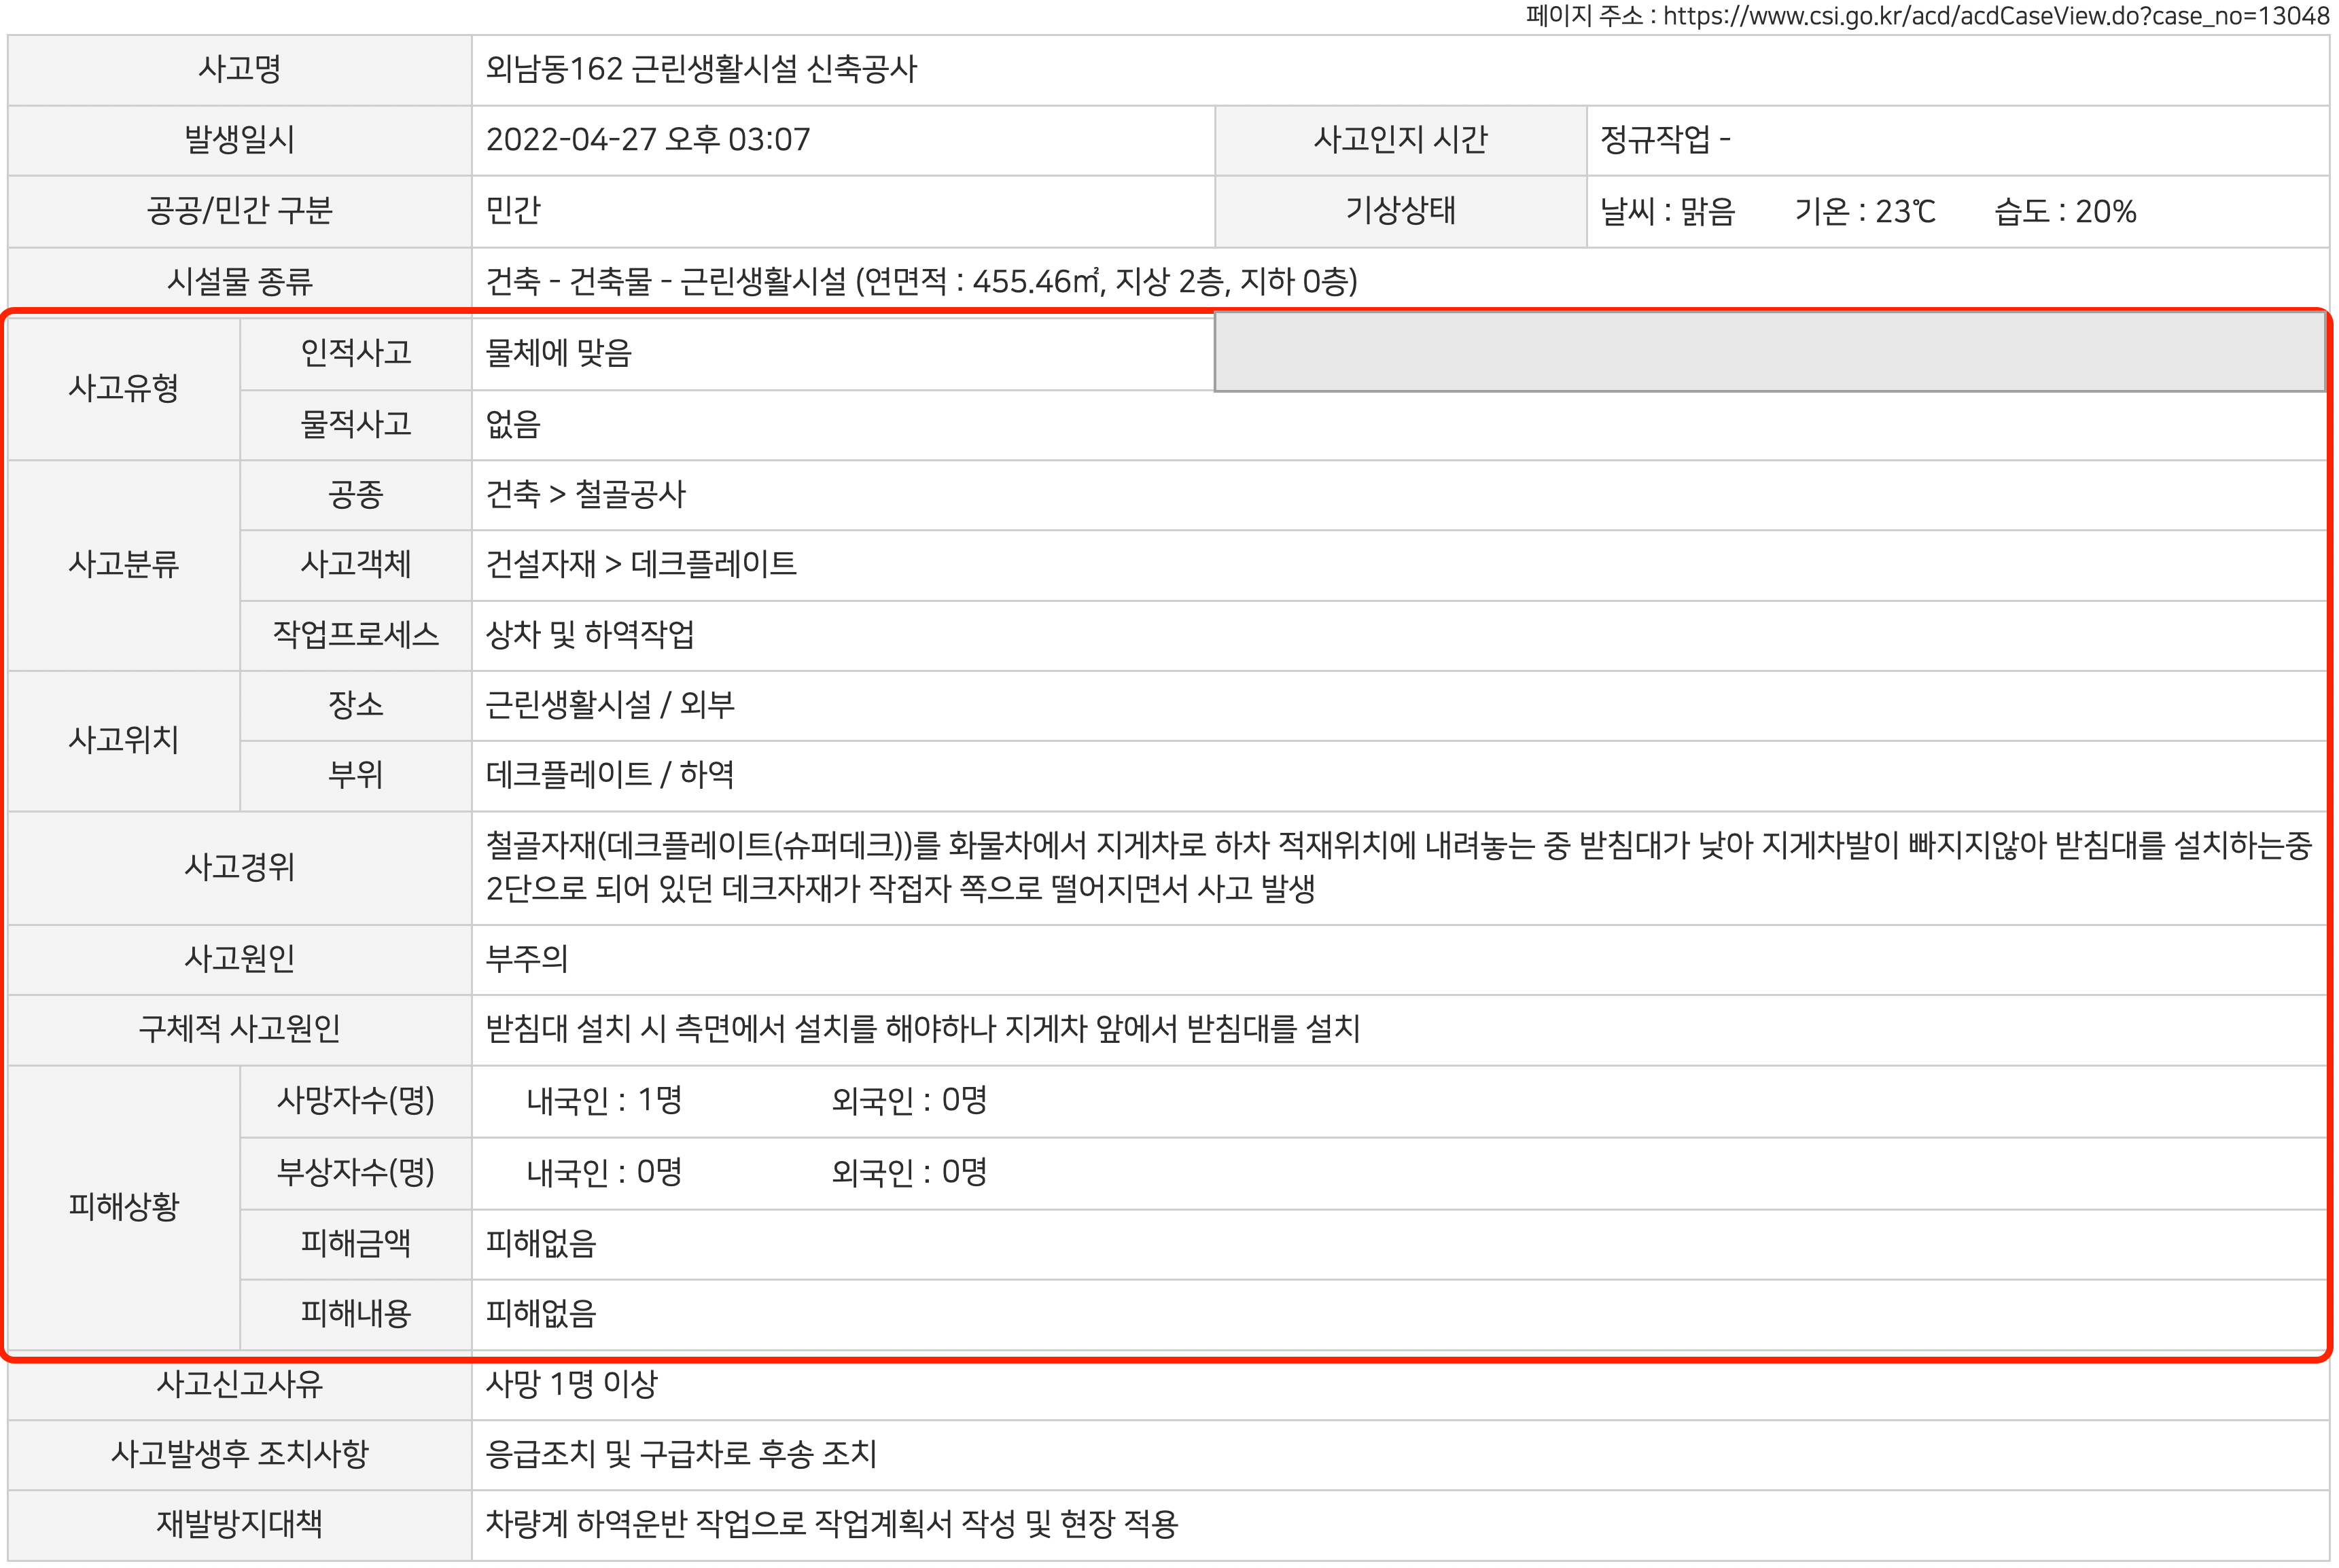 페이지 주소 : https://www.csi.go.kr/acd/acdCaseView.do?case_no=13048
사고명 외남동162 근린생활시설 신축공사
발생일시 2022-04-27 오후 03:07 사고인지 시간 정규작업 -
공공/민간 구분 민간 기상상태 날씨 : 맑음 기온 : 23℃ 습도 : 20%
시설물 종류 건축 - 건축물 - 근린생활시설 (연면적 : 455.46㎡, 지상 2층, 지하 0층)
사고유형 인적사고 물체에 맞음
물적사고 없음
사고분류 공종 건축 > 철골공사
사고객체 건설자재 > 데크플레이트
작업프로세스 상차 및 하역작업
사고위치 장소 근린생활시설 / 외부
부위 데크플레이트 / 하역
사고경위 철골자재(데크플레이트(슈퍼데크))를 화물차에서 지게차로 하차 적재위치에 내려놓는 중 받침대가 낮아 지게차발이 빠지지않아 받침대를 설치하는중
2단으로 되어 있던 데크자재가 작접자 쪽으로 떨어지면서 사고 발생
사고원인 부주의
구체적 사고원인 받침대 설치 시 측면에서 설치를 해야하나 지게차 앞에서 받침대를 설치
피해상황 사망자수(명) 내국인 : 1명 외국인 : 0명
부상자수(명) 내국인 : 0명 외국인 : 0명
피해금액 피해없음
피해내용 피해없음
사고신고사유 사망 1명 이상
사고발생후 조치사항 응급조치 및 구급차로 후송 조치
재발방지대책 차량계 하역운반 작업으로 작업계획서 작성 및 현장 적용